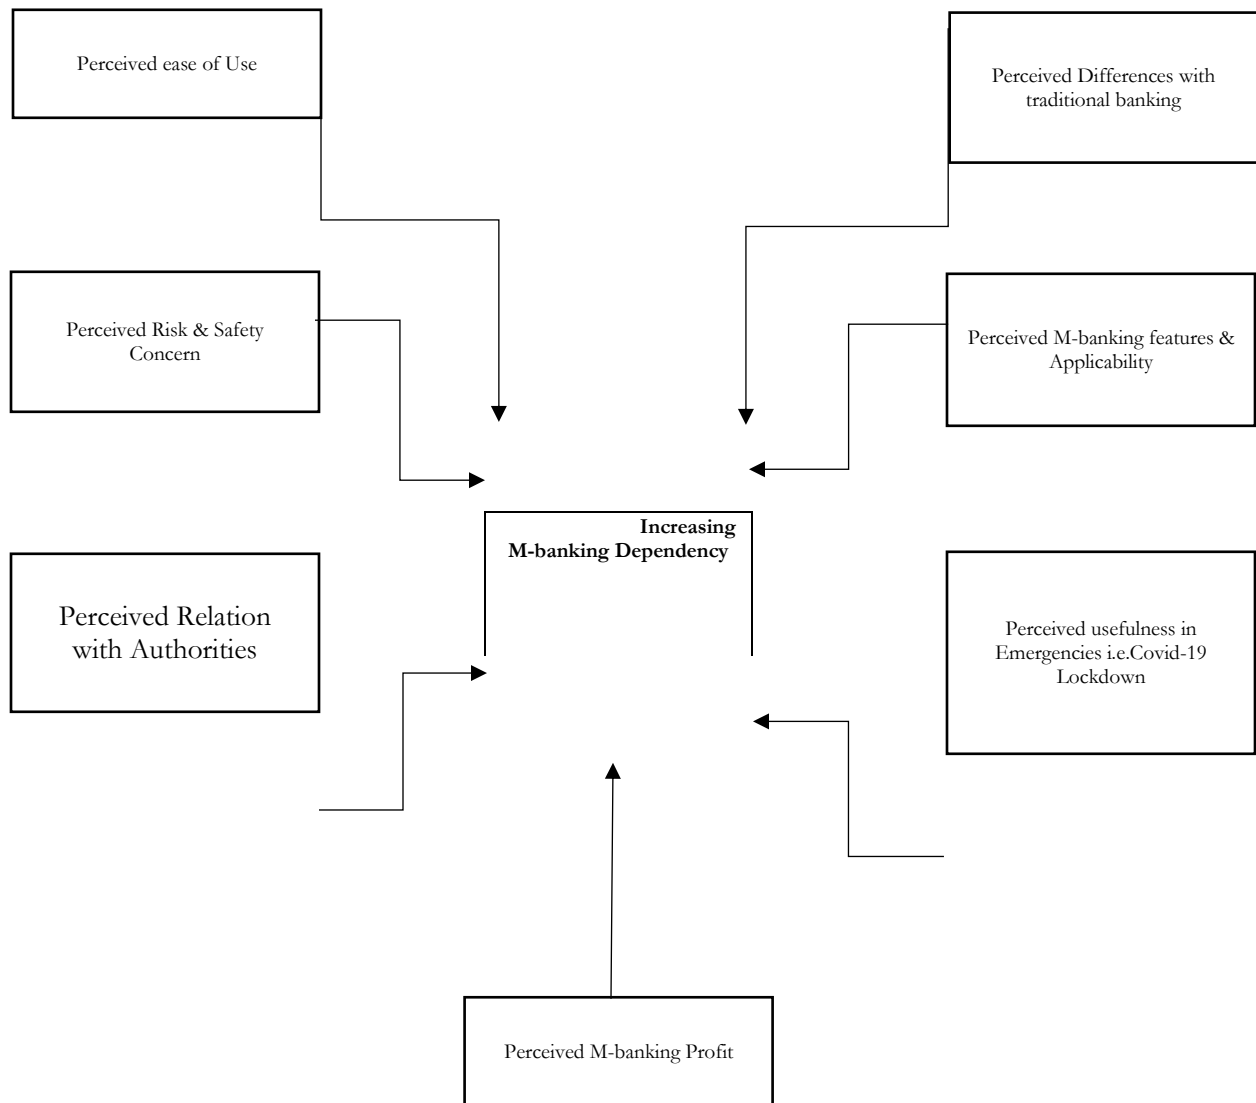 Perceived ease of Use
Perceived Differences with
traditional banking
Perceived Risk & Safety
Concern
Perceived M-banking features &
Applicability
Increasing
M-banking Dependency
Perceived Relation
with Authorities
Perceived usefulness in
Emergencies i.e.Covid-19
Lockdown
Perceived M-banking Profit